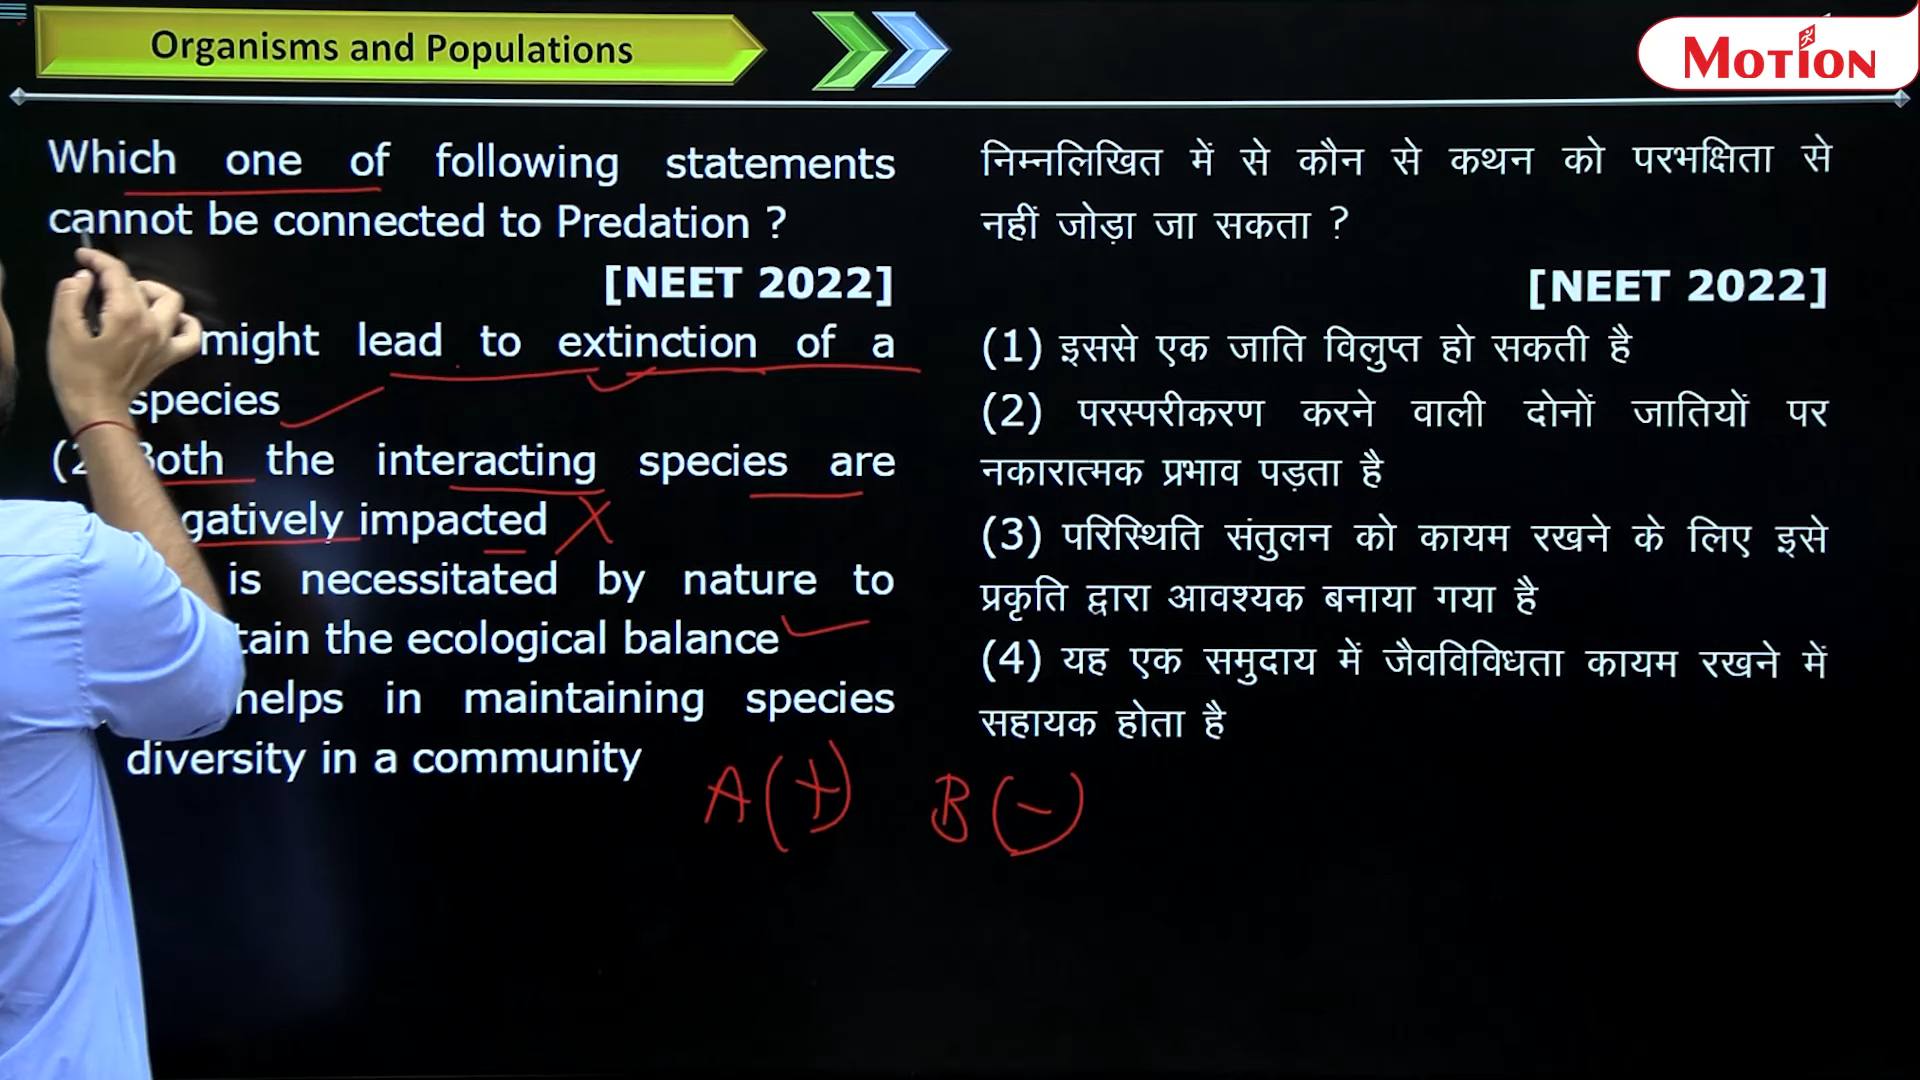 Organisms and Populations
MOTION
Which one of following statements
cannot be connected to Predation ?
[NEET 2022]
might lead to extinction of a
species
(2 Both the interacting species are
gatively impacted X
is necessitated by nature to
tain the ecological balance
helps in maintaining species
diversity in a community
A (+) B (-)
निम्नलिखित में से कौन से कथन को परभक्षिता से
नहीं जोड़ा जा सकता ?
[NEET 2022]
(1) इससे एक जाति विलुप्त हो सकती है
(2) परस्परीकरण करने वाली दोनों जातियों पर
नकारात्मक प्रभाव पड़ता है
(3) परिस्थिति संतुलन को कायम रखने के लिए इसे
प्रकृति द्वारा आवश्यक बनाया गया है
(4) यह एक समुदाय में जैवविविधता कायम रखने में
सहायक होता है